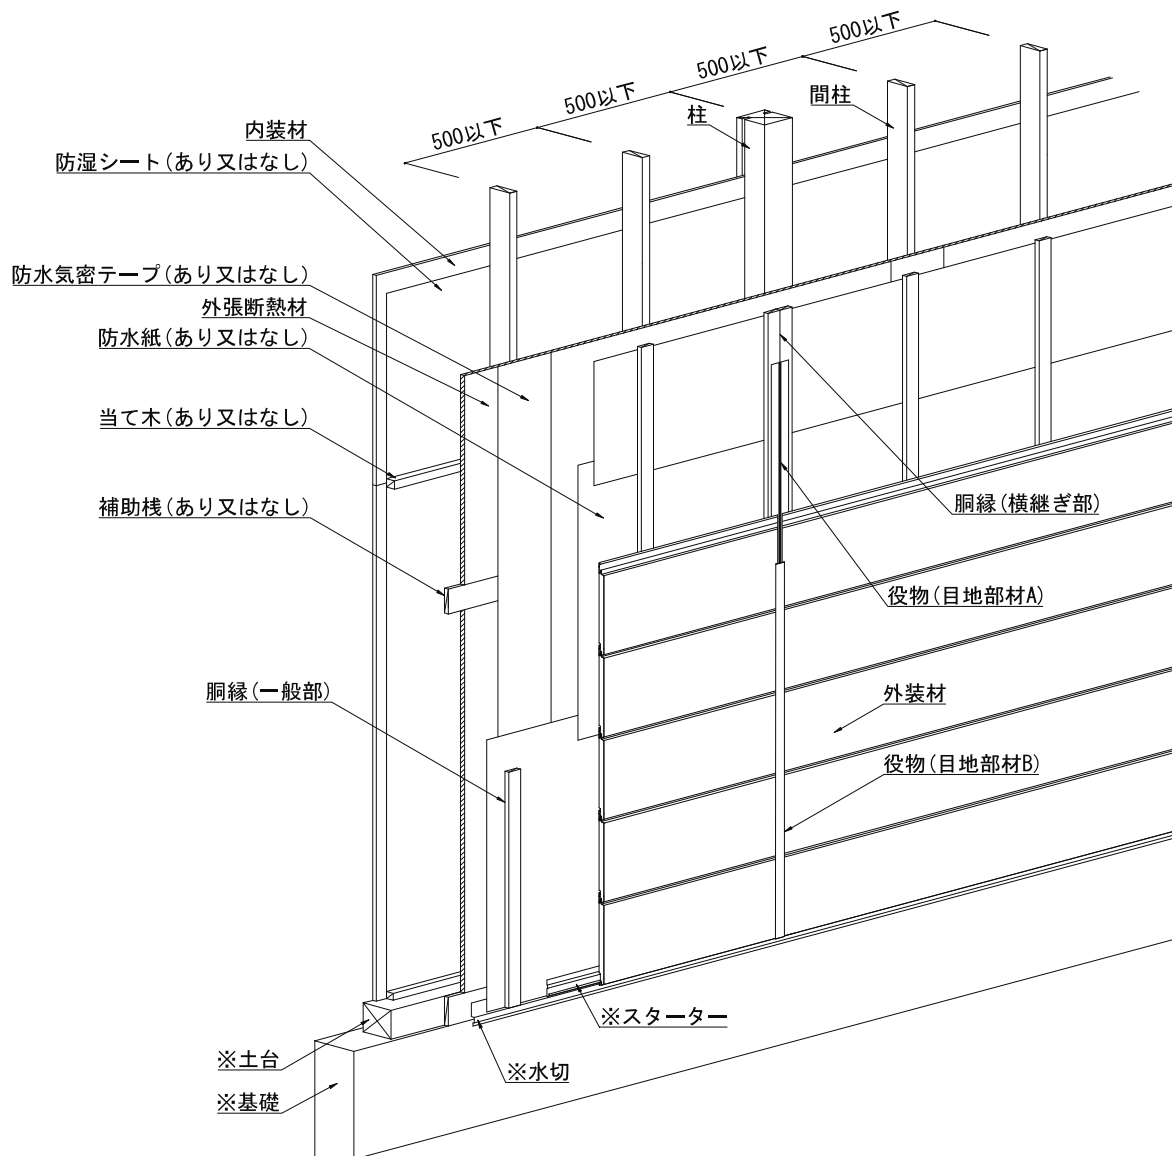 500以下
500以下
500以下
500以下
柱
間柱
内装材
防湿シート(あり又はなし)
防水気密テープ(あり又はなし)
外張断熱材
防水紙(あり又はなし)
当て木(あり又はなし)
補助桟(あり又はなし)
胴縁(横継ぎ部)
役物(目地部材A)
胴縁(一般部)
外装材
役物(目地部材B)
※スターター
※土台
※水切
※基礎